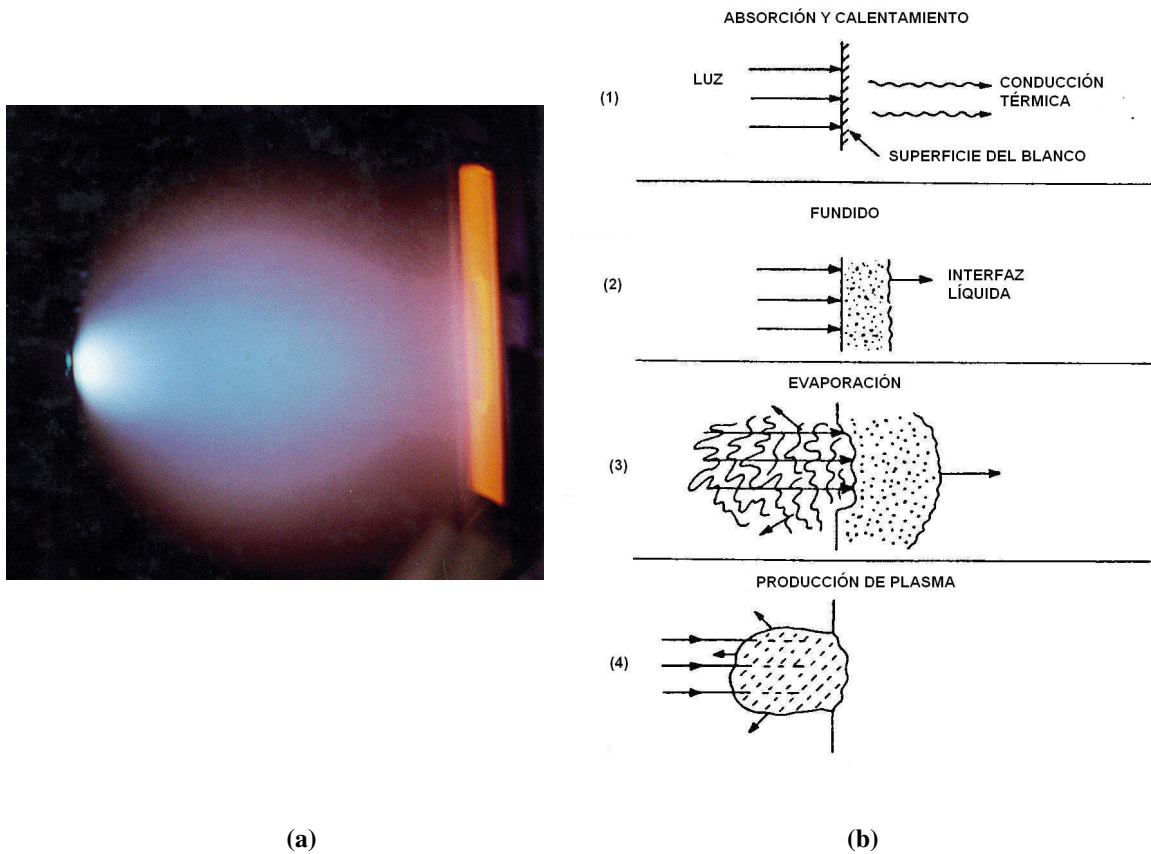 ABSORCIÓN Y CALENTAMIENTO
(1)
LUZ
CONDUCCIÓN
TÉRMICA
SUPERFICIE DEL BLANCO
FUNDIDO
(2)
INTERFAZ
LÍQUIDA
EVAPORACIÓN
(3)
PRODUCCIÓN DE PLASMA
(4)
(a)
(b)